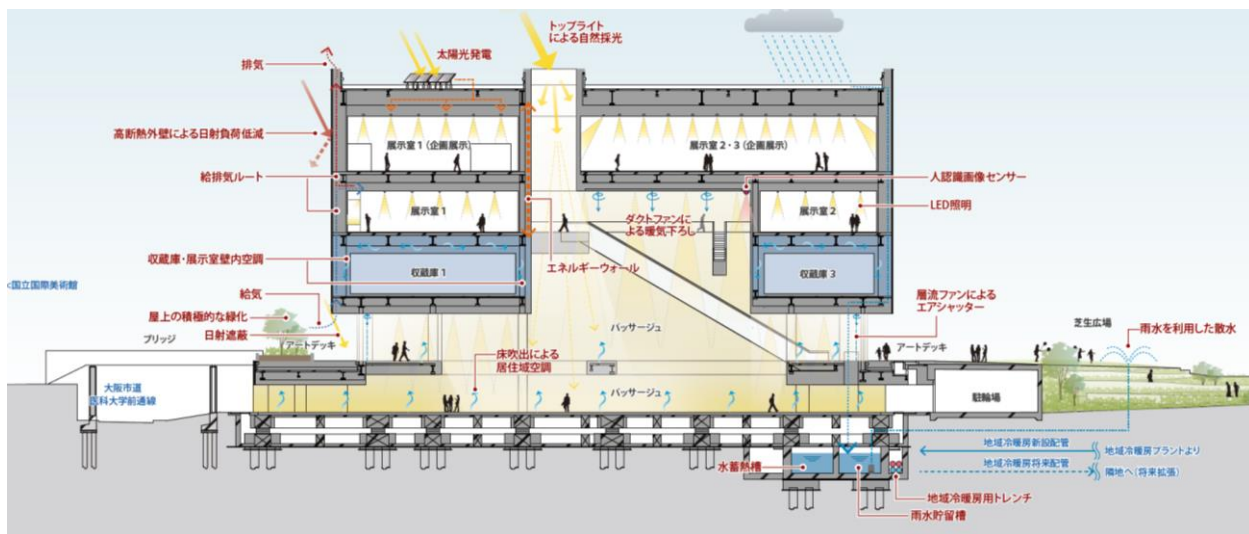 トップライト
による自然採光
太陽光発電
排気
高断熱外壁による日射負荷低減
展示室1(企画展示)
展示室2・3(企画展示)
給排気ルート
人認識画像センサー
展示室1
ダクトファンに
よる暖気下ろし
展示室2
LED照明
収蔵庫・展示室壁内空調
収蔵庫1
エネルギーウォール
収蔵庫3
<国立国際美術館
給気
層流ファンによる
エアシャッター
屋上の積極的な緑化
日射遮蔽
パッサージュ
芝生広場
雨水を利用した散水
ブリッジ
アートデッキ
アートデッキ
床吹出による
居住域空調
大阪市道
医科大学前通線
パッサージュ
駐輪場
地域冷暖房新設配管
地域冷暖房プラントより
水蓄熱槽
地域冷暖房将来配管
隣地へ(将来拡張)
地域冷暖房用トレンチ
雨水貯留槽